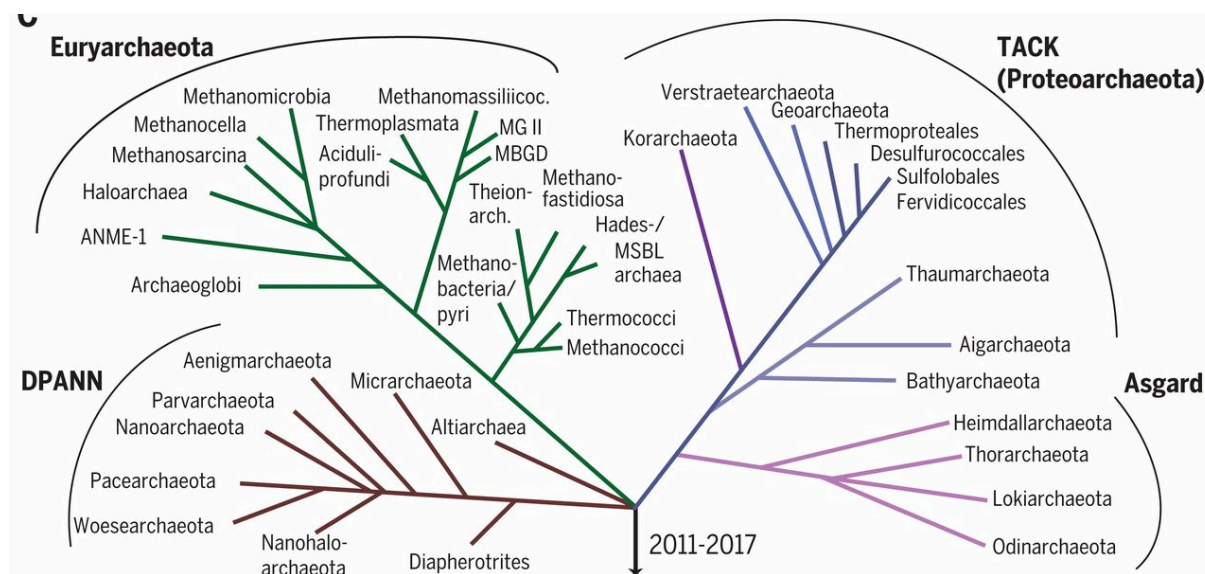 C
Euryarchaeota
TACK
(Proteoarchaeota)
Methanomicrobia
Methanocella
Methanosarcina
Haloarchaea
ANME-1
Archaeoglobi
Methanomassiliicoc.
Thermoplasmata
MG II
Aciduli-
profundi
MBGD
Theion-
arch.
Methano-
fastidiosa
Hades-/
MSBL
archaea
Methano-
bacteria/
pyri
Thermococci
Methanococci
Verstraetearchaeota
Geoarchaeota
Korarchaeota
Thermoproteales
Desulfurococcales
Sulfolobales
Fervidicoccales
Thaumarchaeota
Aigarchaeota
Bathyarchaeota
DPANN
Aenigmarchaeota
Micrarchaeota
Parvarchaeota
Nanoarchaeota
Altiarchaea
Pacearchaeota
Woesearchaeota
Nanohalo-
archaeota
Diapherotrites
Asgard
Heimdallarchaeota
Thorarchaeota
Lokiarchaeota
Odinarchaeota
2011-2017